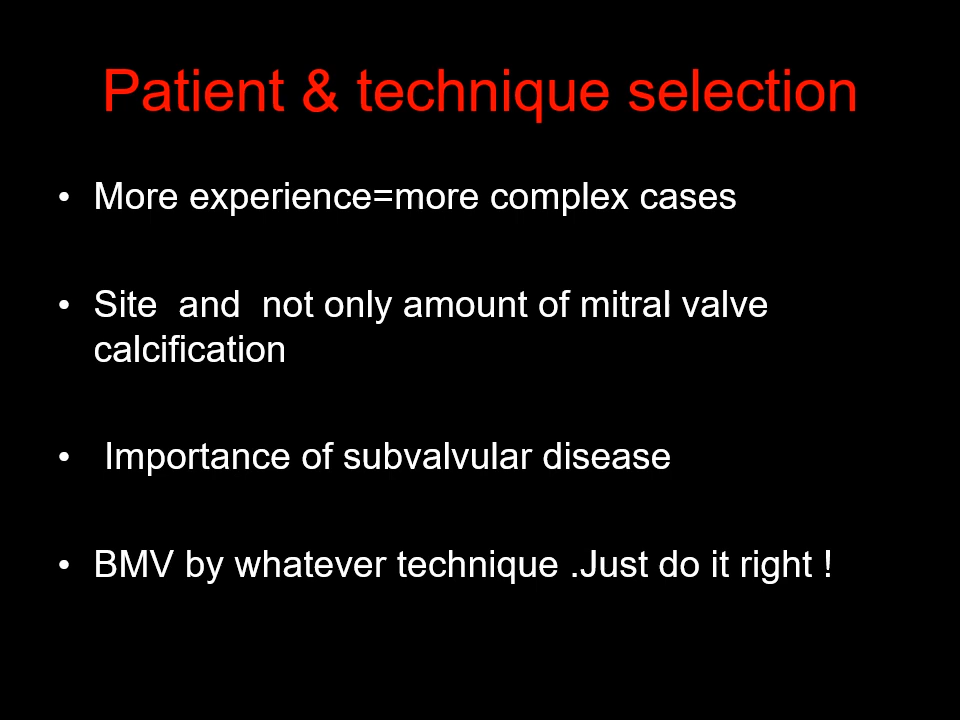 Patient & technique selection
• More experience=more complex cases
• Site  and  not only amount of mitral valve
calcification
•  Importance of subvalvular disease
• BMV by whatever technique .Just do it right !